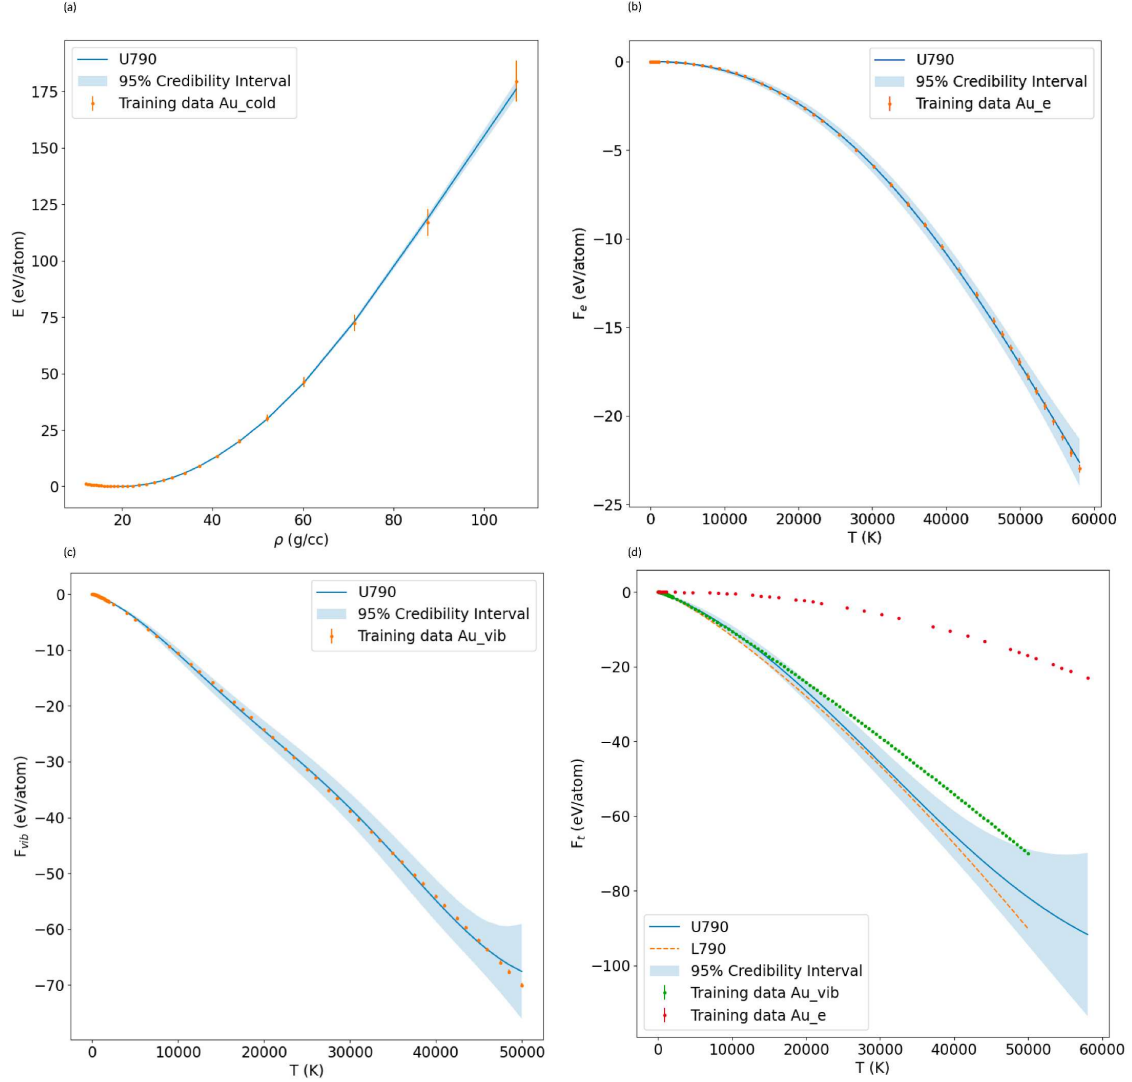 (a)
U790
95% Credibility Interval
Training data Au_cold
175
150
125
100
75
50
25
0
E (eV/atom)
20
40
60
80
100
ρ (g/cc)
(b)
U790
95% Credibility Interval
Training data Au_e
0
−5
−10
−15
−20
−25
F_e (eV/atom)
0
10000
20000
30000
40000
50000
60000
T (K)
(c)
U790
95% Credibility Interval
Training data Au_vib
0
−10
−20
−30
−40
−50
−60
−70
F_vib (eV/atom)
0
10000
20000
30000
40000
50000
T (K)
(d)
0
−20
−40
−60
−80
−100
F_t (eV/atom)
U790
L790
95% Credibility Interval
Training data Au_vib
Training data Au_e
0
10000
20000
30000
40000
50000
60000
T (K)